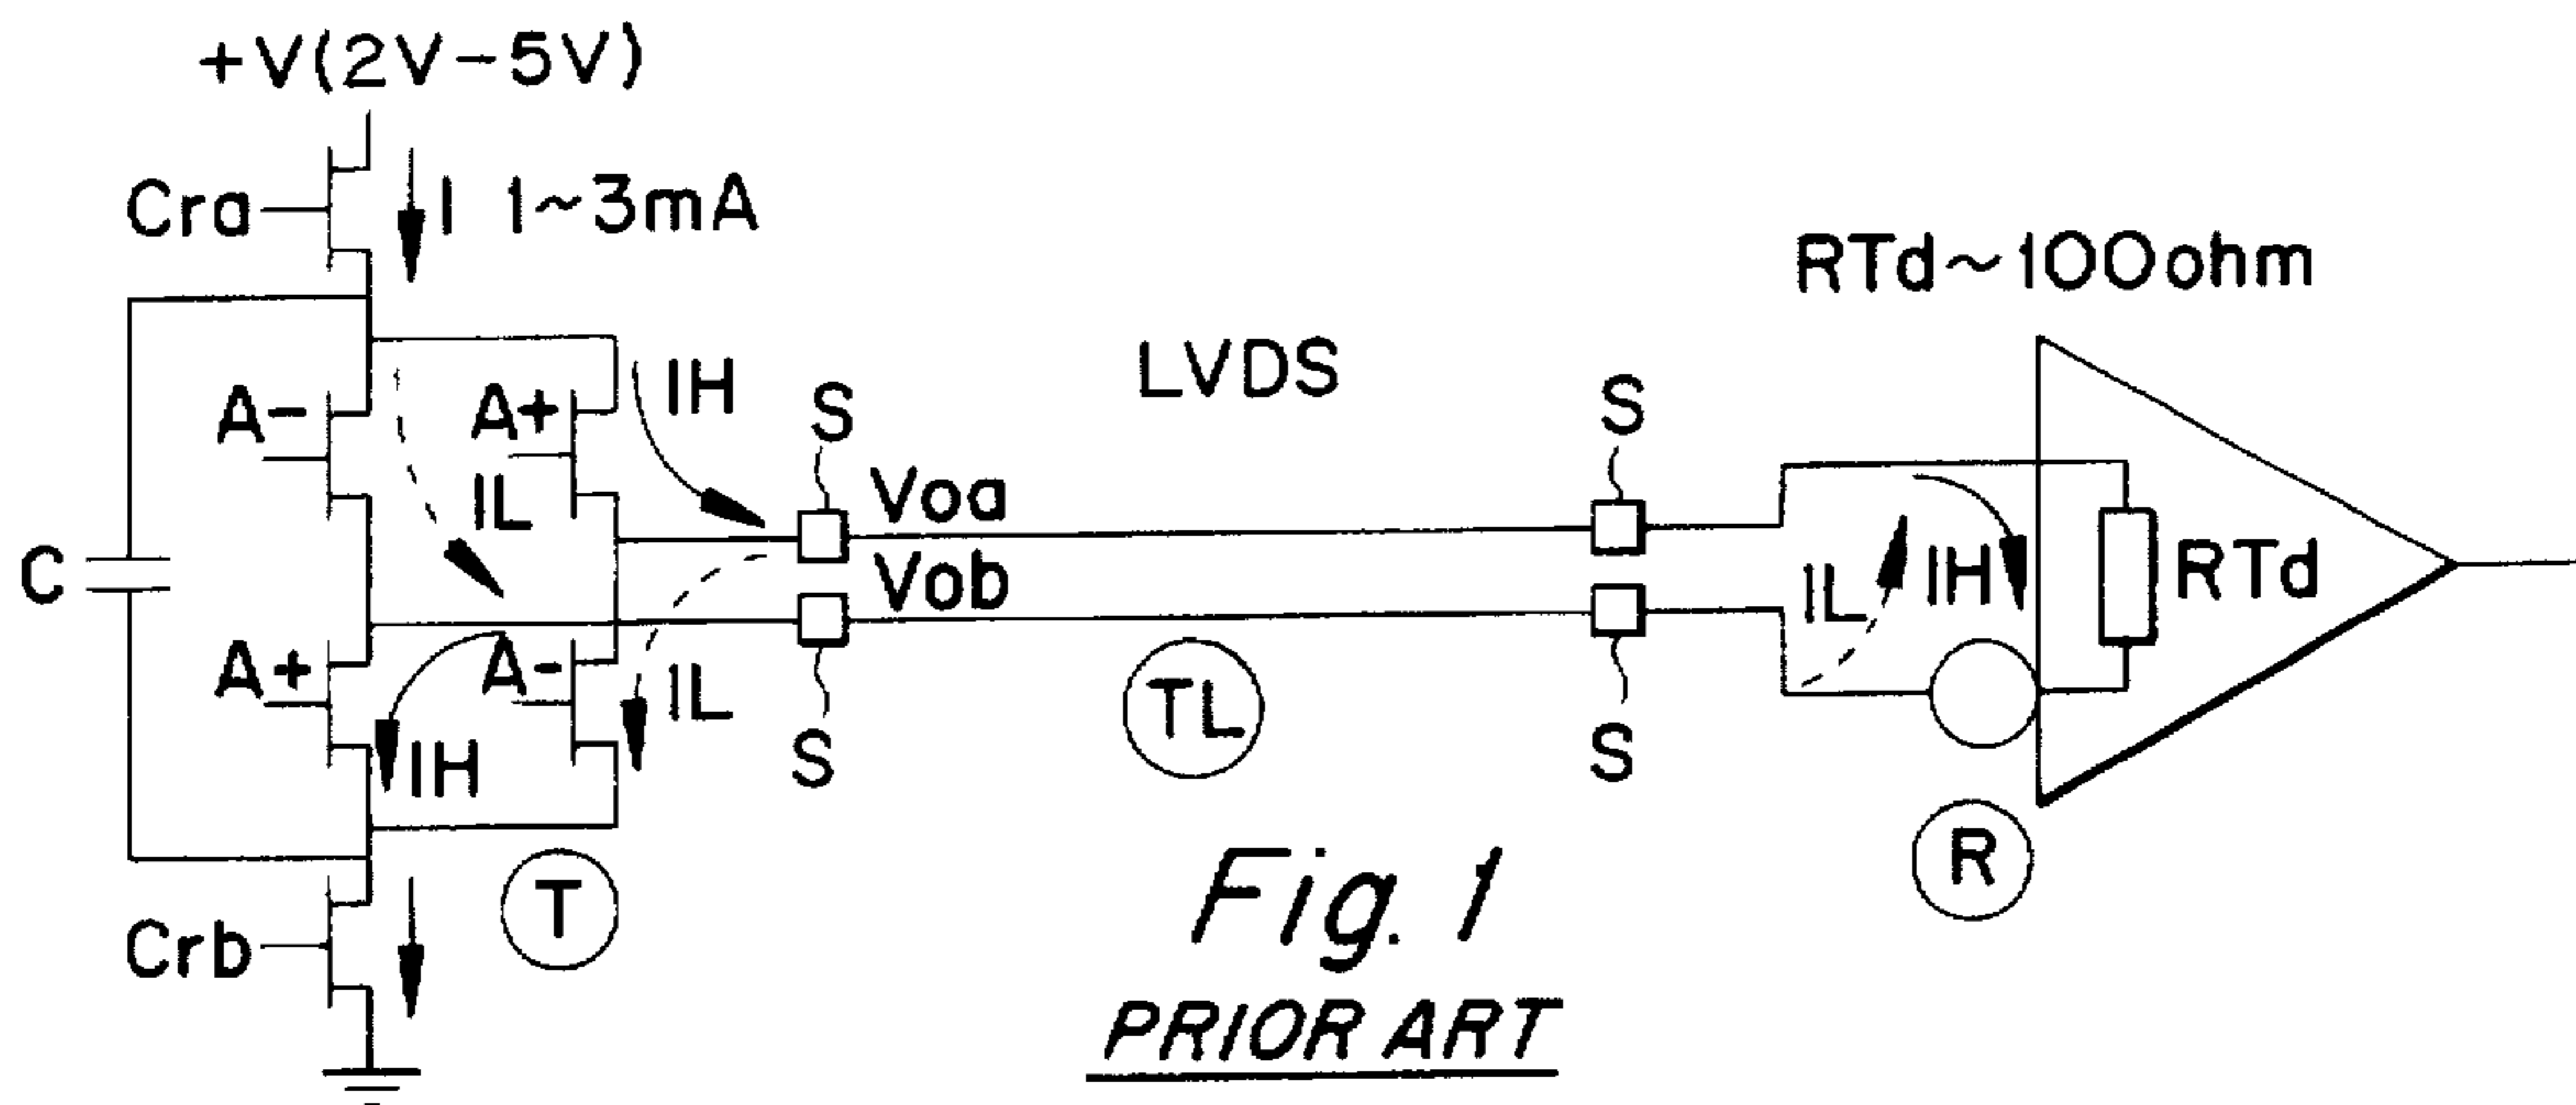 +V(2V-5V)
Cra
I 1~3mA
RTd~100ohm
LVDS
A-
A+
IH
S
S
IL
Voa
C
Vob
IL
IH
RTd
A+
A-
IL
TL
S
S
IH
R
T
Crb
Fig. 1
PRIOR ART